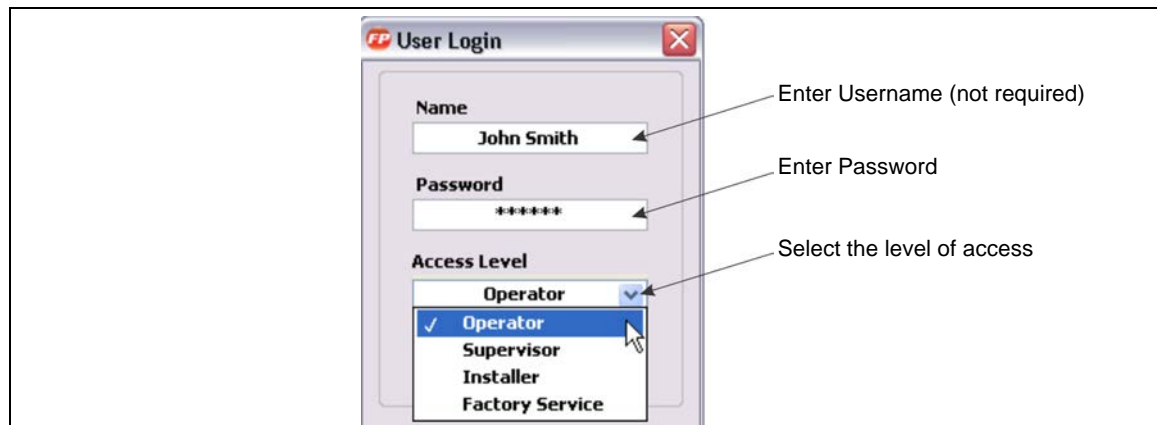 FP User Login
Name
Enter Username (not required)
John Smith
Password
Enter Password
******
Access Level
Select the level of access
Operator
✓ Operator
Supervisor
Installer
Factory Service